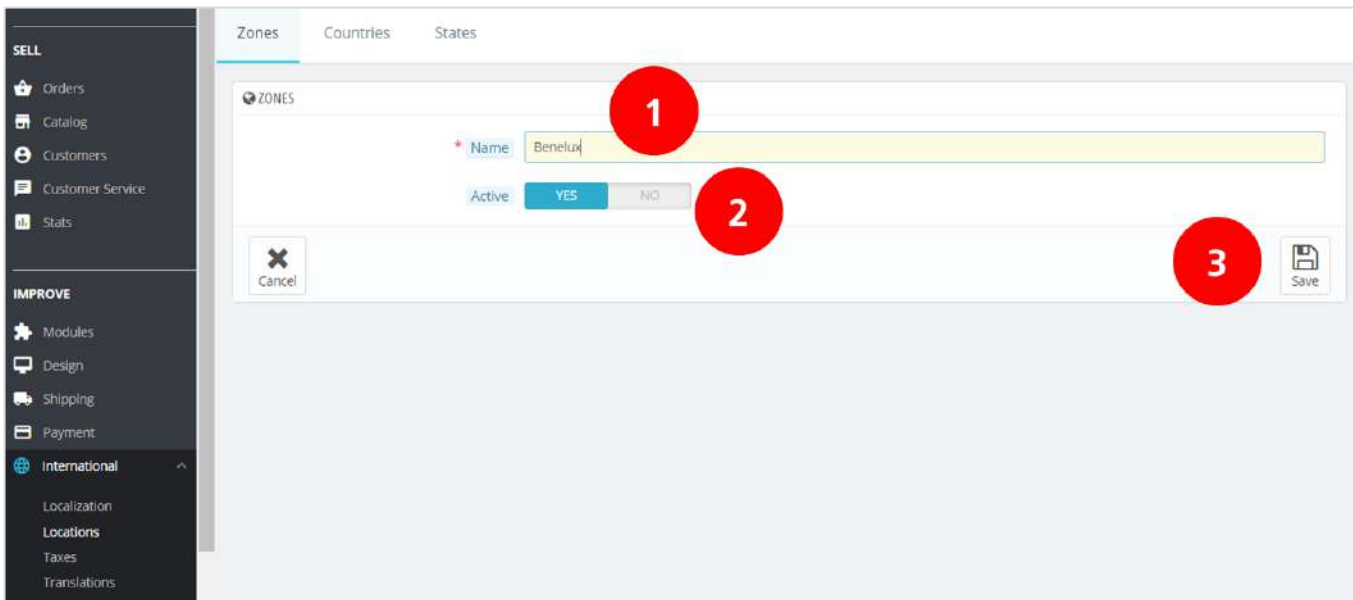 SELL
Orders
Catalog
Customers
Customer Service
Stats
IMPROVE
Modules
Design
Shipping
Payment
International
Localization
Locations
Taxes
Translations
Zones Countries States
ZONES
1
* Name Benelux
Active YES NO
2
Cancel
3
Save